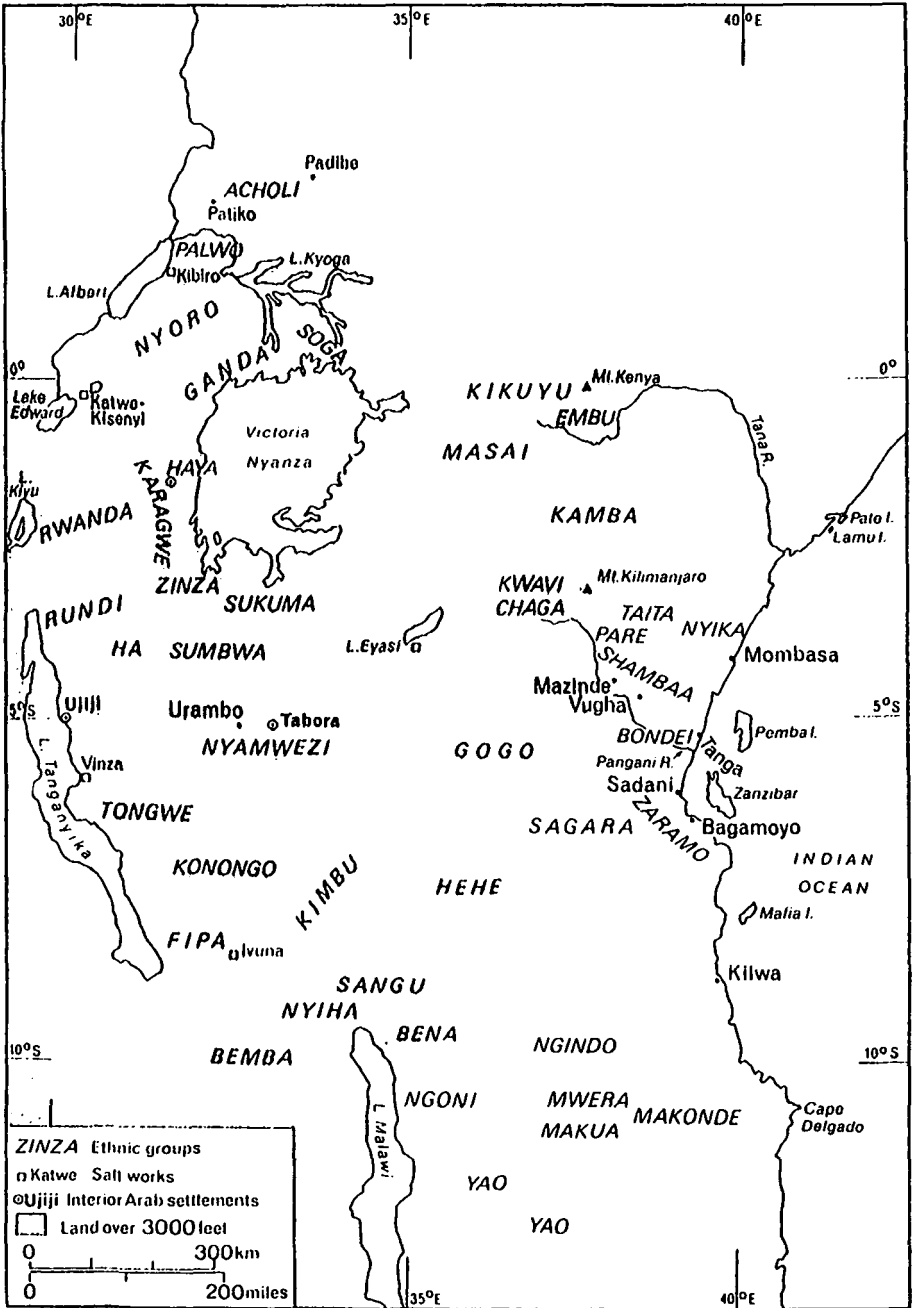 30°E
35°E
40°E
Padibe
ACHOLI
Patiko
PALWO
L.Kyoga
Kibiro
L.Albert
NYORO
SOGA
GANDA
0°
0°
Lake Edward
Katwe-
Kisenyi
KIKUYU
Mt.Kenya
EMBU
Victoria
Nyanza
MASAI
Tana R.
HAYA
KARAGWE
L.
Kivu
RWANDA
KAMBA
Pate I.
Lamu I.
ZINZA
SUKUMA
KWAVI
Mt.Kilimanjaro
CHAGA
TAITA
RUNDI
PARE
NYIKA
HA
SUMBWA
L.Eyasi
Mombasa
SHAMBAA
Mazinde
Vugha
5°S
Ujiji
Urambo
Tabora
5°S
NYAMWEZI
GOGO
BONDEI
Tanga
Pemba I.
Pangani R.
Vinza
Sadani
Zanzibar
L. Tanganyika
TONGWE
SAGARA
ZARAMO
Bagamoyo
KONONGO
KIMBU
HEHE
INDIAN
OCEAN
Mafia I.
FIPA
Ivuna
Kilwa
SANGU
NYIHA
BENA
NGINDO
10°S
BEMBA
10°S
NGONI
MWERA
MAKONDE
Cape
Delgado
MAKUA
L. Malawi
ZINZA Ethnic groups
Katwe Salt works
Ujiji Interior Arab settlements
Land over 3000 feet
0 300km
0 200miles
YAO
YAO
35°E
40°E